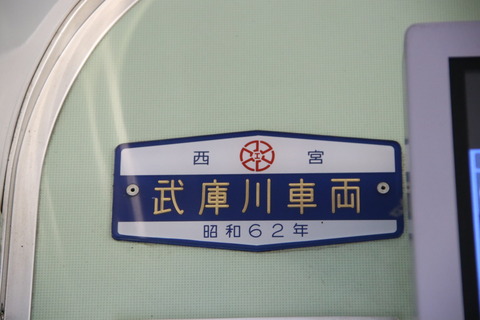 西 宮
武庫川車両
昭和62年